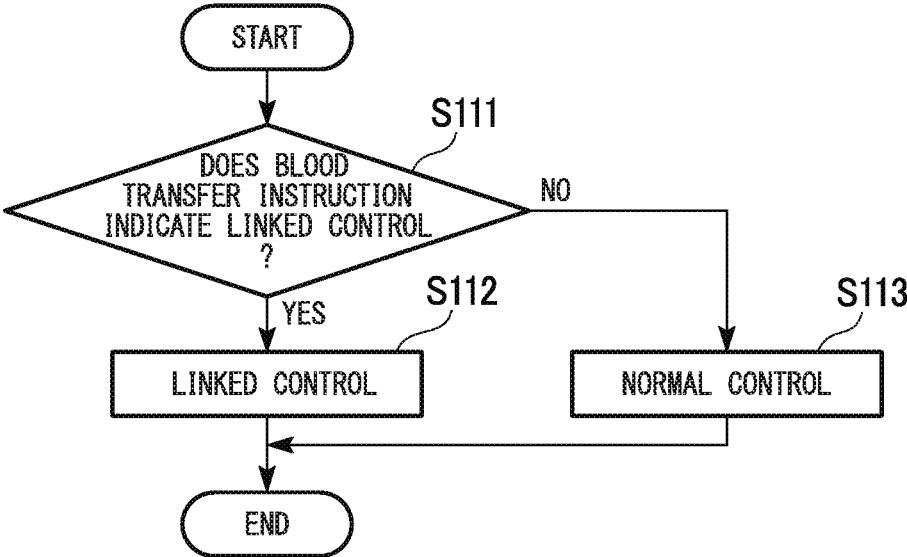 START
S111
DOES BLOOD
TRANSFER INSTRUCTION
INDICATE LINKED CONTROL
?
NO
YES
S112
S113
LINKED CONTROL
NORMAL CONTROL
END